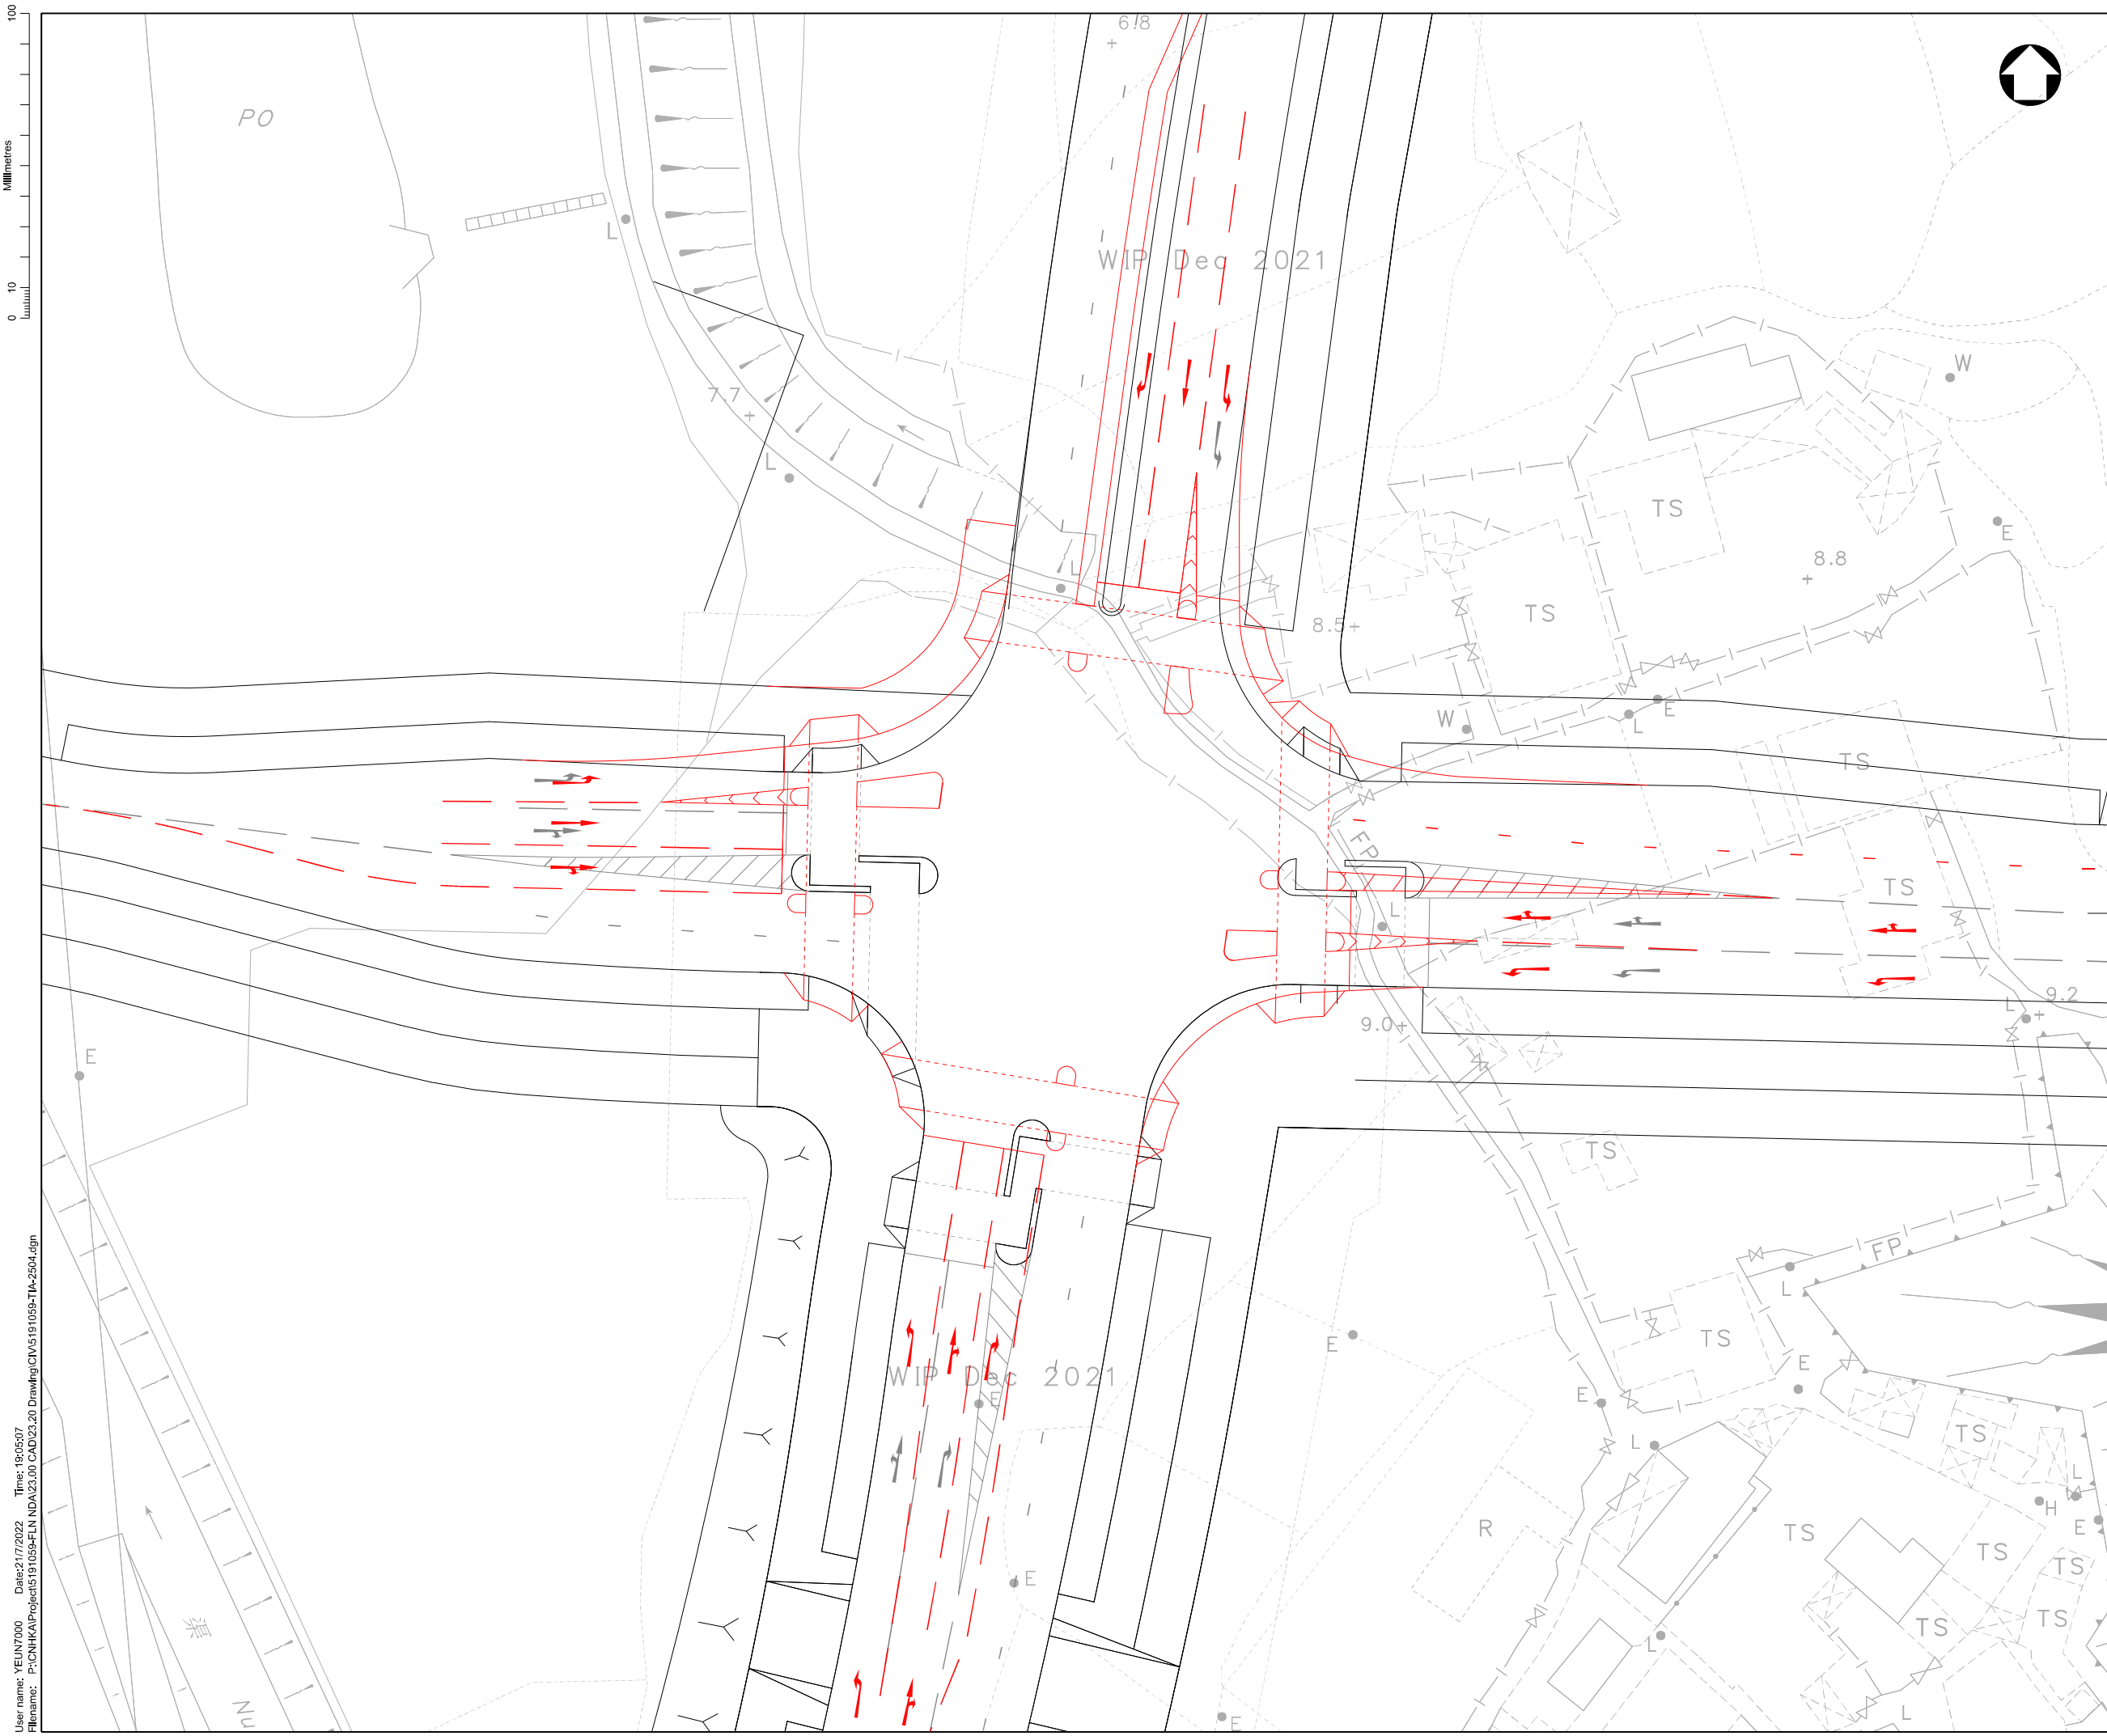 100
Millimetres
10
0
PO
6.8
L
WIP Dec 2021
7.7
L
W
TS
E
8.8
L
TS
8.5
W
L
E
TS
FP
TS
L
9.0
9.2
L
E
TS
FP
L
TS
E
E
WIP Dec 2021
E
E
L
TS
L
H
E
R
TS
TS
TS
E
TS
TS
L
L
E
Nu
User name: YEUN7000 Date:21/7/2022 Time: 19:05:07
Filename: P:\CNHKA\Project\5191059-FLN NDA\23.00 CAD\23.20 Drawing\CIV\5191059-TIA-2504.dgn